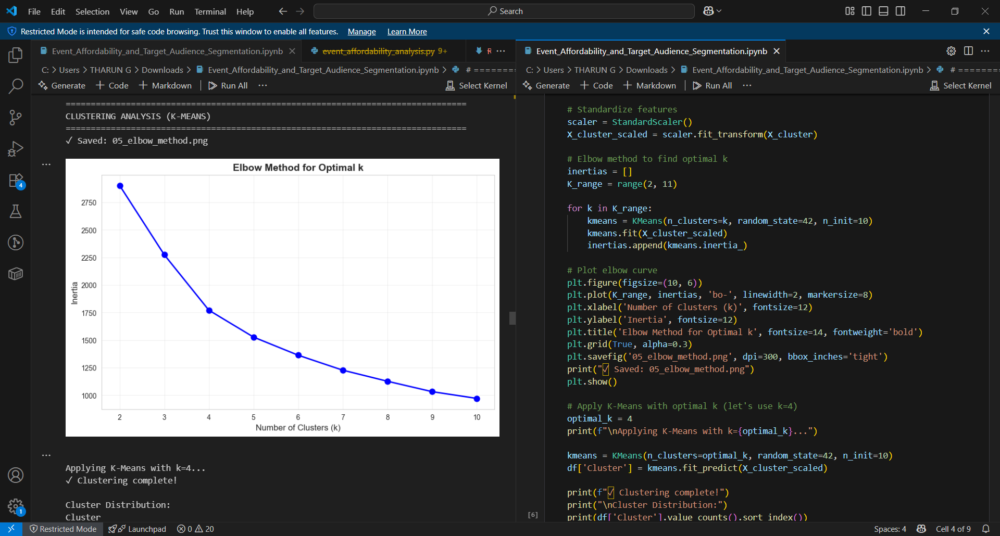 File Edit Selection View Go Run Terminal Help
Search
Restricted Mode is intended for safe code browsing. Trust this window to enable all features. Manage Learn More
Event_Affordability_and_Target_Audience_Segmentation.ipynb
event_affordability_analysis.py 9+
C: > Users > THARUN G > Downloads > Event_Affordability_and_Target_Audience_Segmentation.ipynb > # ========
Generate + Code + Markdown Run All ... Select Kernel
================================================================================
CLUSTERING ANALYSIS (K-MEANS)
================================================================================
✓ Saved: 05_elbow_method.png
Elbow Method for Optimal k
Inertia
2750
2500
2250
2000
1750
1500
1250
1000
2 3 4 5 6 7 8 9 10
Number of Clusters (k)
Applying K-Means with k=4...
✓ Clustering complete!
Cluster Distribution:
Cluster
Event_Affordability_and_Target_Audience_Segmentation.ipynb
C: > Users > THARUN G > Downloads > Event_Affordability_and_Target_Audience_Segmentation.ipynb > # =======
Generate + Code + Markdown Run All ... Select Kernel
# Standardize features
scaler = StandardScaler()
X_cluster_scaled = scaler.fit_transform(X_cluster)
# Elbow method to find optimal k
inertias = []
K_range = range(2, 11)
for k in K_range:
kmeans = KMeans(n_clusters=k, random_state=42, n_init=10)
kmeans.fit(X_cluster_scaled)
inertias.append(kmeans.inertia_)
# Plot elbow curve
plt.figure(figsize=(10, 6))
plt.plot(K_range, inertias, 'bo-', linewidth=2, markersize=8)
plt.xlabel('Number of Clusters (k)', fontsize=12)
plt.ylabel('Inertia', fontsize=12)
plt.title('Elbow Method for Optimal k', fontsize=14, fontweight='bold')
plt.grid(True, alpha=0.3)
plt.savefig('05_elbow_method.png', dpi=300, bbox_inches='tight')
print("✓ Saved: 05_elbow_method.png")
plt.show()
# Apply K-Means with optimal k (let's use k=4)
optimal_k = 4
print(f"\nApplying K-Means with k={optimal_k}...")
kmeans = KMeans(n_clusters=optimal_k, random_state=42, n_init=10)
df['Cluster'] = kmeans.fit_predict(X_cluster_scaled)
print(f"✓ Clustering complete!")
print("\nCluster Distribution:")
print(df['Cluster'].value_counts().sort_index())
[6]
4
1
Restricted Mode Launchpad 0 20 Spaces: 4 Cell 4 of 9